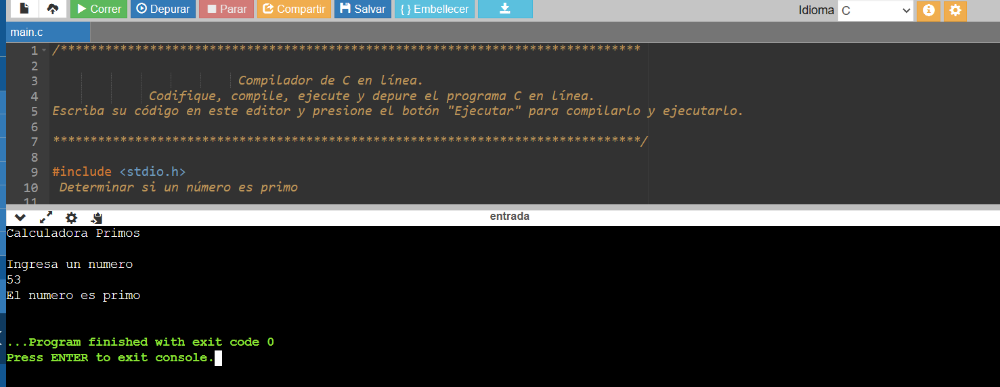 Correr Depurar Parar Compartir Salvar { } Embellecer Idioma C
main.c
1 /******************************************************************************
2
3 Compilador de C en línea.
4 Codifique, compile, ejecute y depure el programa C en línea.
5 Escriba su código en este editor y presione el botón "Ejecutar" para compilarlo y ejecutarlo.
6
7 *******************************************************************************/
8
9 #include <stdio.h>
10 Determinar si un número es primo
11
entrada
Calculadora Primos
Ingresa un numero
53
El numero es primo
...Program finished with exit code 0
Press ENTER to exit console.